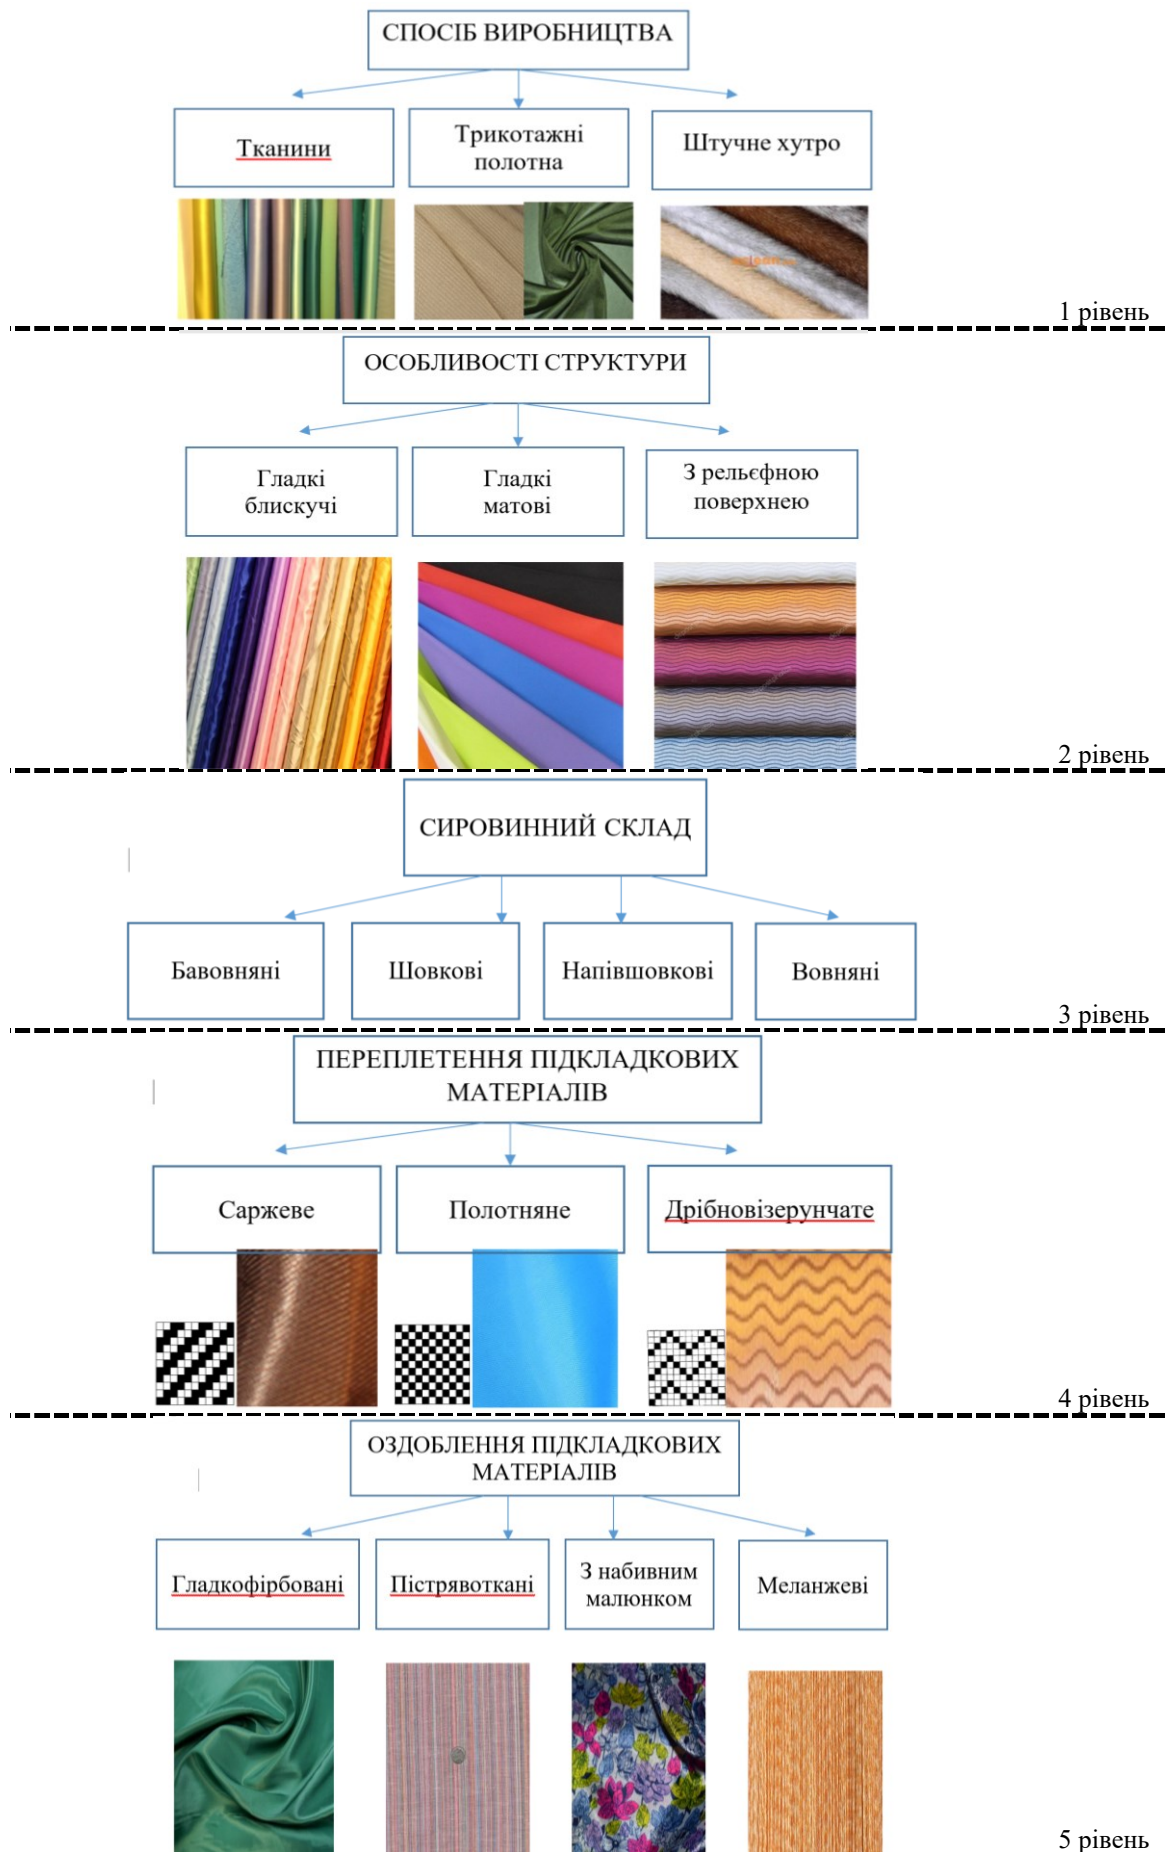 СПОСІБ ВИРОБНИЦТВА
Тканини
Трикотажні
полотна
Штучне хутро
1 рівень
ОСОБЛИВОСТІ СТРУКТУРИ
Гладкі
блискучі
Гладкі
матові
З рельєфною
поверхнею
2 рівень
СИРОВИННИЙ СКЛАД
Бавовняні
Шовкові
Напівшовкові
Вовняні
3 рівень
ПЕРЕПЛЕТЕННЯ ПІДКЛАДКОВИХ
МАТЕРІАЛІВ
Саржеве
Полотняне
Дрібновізерунчате
4 рівень
ОЗДОБЛЕННЯ ПІДКЛАДКОВИХ
МАТЕРІАЛІВ
Гладкофірбовані
Пістрявоткані
З набивним
малюнком
Меланжеві
5 рівень